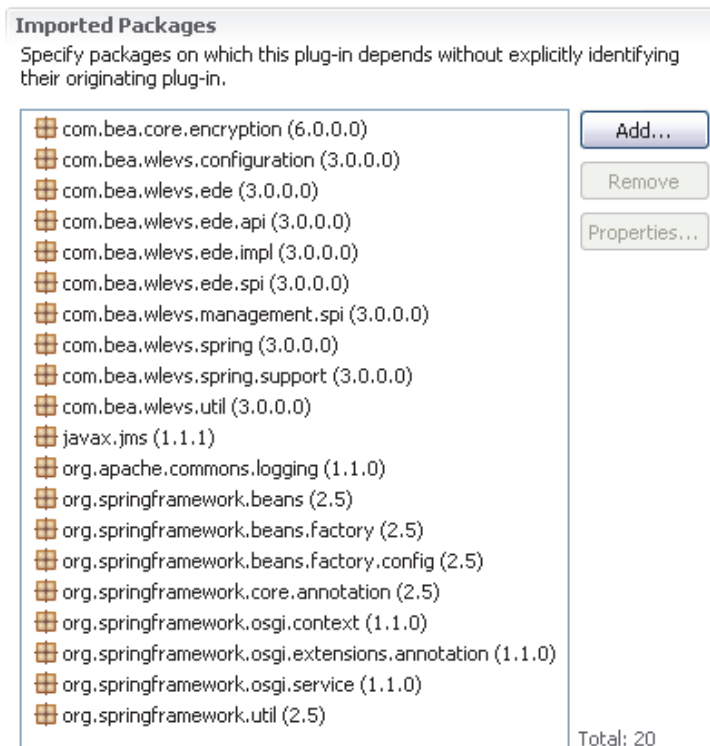 Imported Packages
Specify packages on which this plug-in depends without explicitly identifying
their originating plug-in.
com.bea.core.encryption (6.0.0.0)
com.bea.wlevs.configuration (3.0.0.0)
com.bea.wlevs.ede (3.0.0.0)
com.bea.wlevs.ede.api (3.0.0.0)
com.bea.wlevs.ede.impl (3.0.0.0)
com.bea.wlevs.ede.spi (3.0.0.0)
com.bea.wlevs.management.spi (3.0.0.0)
com.bea.wlevs.spring (3.0.0.0)
com.bea.wlevs.spring.support (3.0.0.0)
com.bea.wlevs.util (3.0.0.0)
javax.jms (1.1.1)
org.apache.commons.logging (1.1.0)
org.springframework.beans (2.5)
org.springframework.beans.factory (2.5)
org.springframework.beans.factory.config (2.5)
org.springframework.core.annotation (2.5)
org.springframework.osgi.context (1.1.0)
org.springframework.osgi.extensions.annotation (1.1.0)
org.springframework.osgi.service (1.1.0)
org.springframework.util (2.5)
Add...
Remove
Properties...
Total: 20